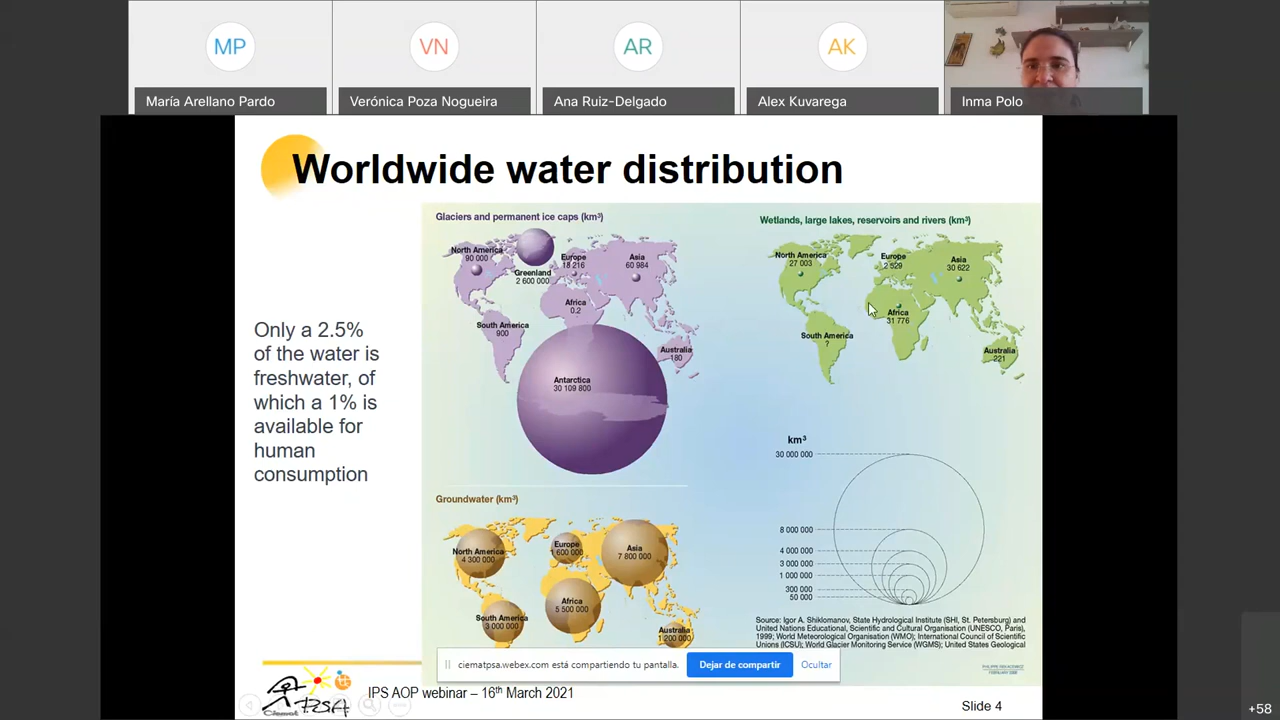 MP
VN
AR
AK
María Arellano Pardo
Verónica Poza Nogueira
Ana Ruiz-Delgado
Alex Kuvarega
Inma Polo
Worldwide water distribution
Only a 2.5%
of the water is
freshwater, of
which a 1% is
available for
human
consumption
Glaciers and permanent ice caps (km³)
North America
90 000
Greenland
2 600 000
Europe
18 216
Asia
60 984
Africa
0.2
South America
900
Australia
180
Antarctica
30 109 800
Wetlands, large lakes, reservoirs and rivers (km³)
North America
27 003
Europe
2 529
Asia
30 622
Africa
31 776
South America
?
Australia
221
Groundwater (km³)
North America
4 300 000
Europe
1 600 000
Asia
7 800 000
Africa
5 500 000
South America
3 000 000
Australia
1 200 000
km³
30 000 000
8 000 000
4 000 000
3 000 000
1 000 000
300 000
50 000
Source: Igor A. Shiklomanov, State Hydrological Institute (SHI, St. Petersburg) and
United Nations Educational, Scientific and Cultural Organisation (UNESCO, Paris),
1999; World Meteorological Organisation (WMO); International Council of Scientific
Unions (ICSU); World Glacier Monitoring Service (WGMS); United States Geological
ciematpsa.webex.com está compartiendo tu pantalla.
Dejar de compartir
Ocultar
Ciemat
PSA
IPS AOP webinar – 16th March 2021
Slide 4
+58